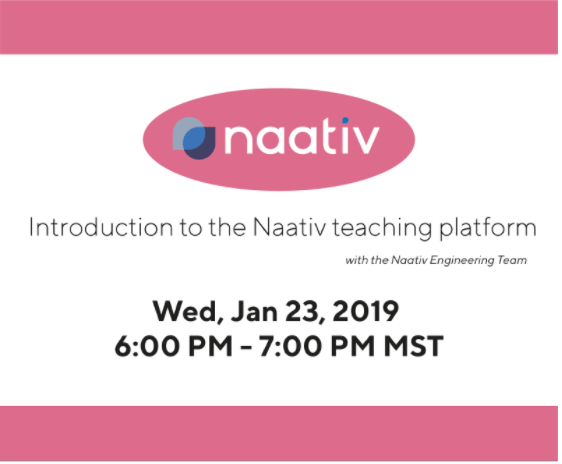 naativ
Introduction to the Naativ teaching platform
with the Naativ Engineering Team
Wed, Jan 23, 2019
6:00 PM - 7:00 PM MST